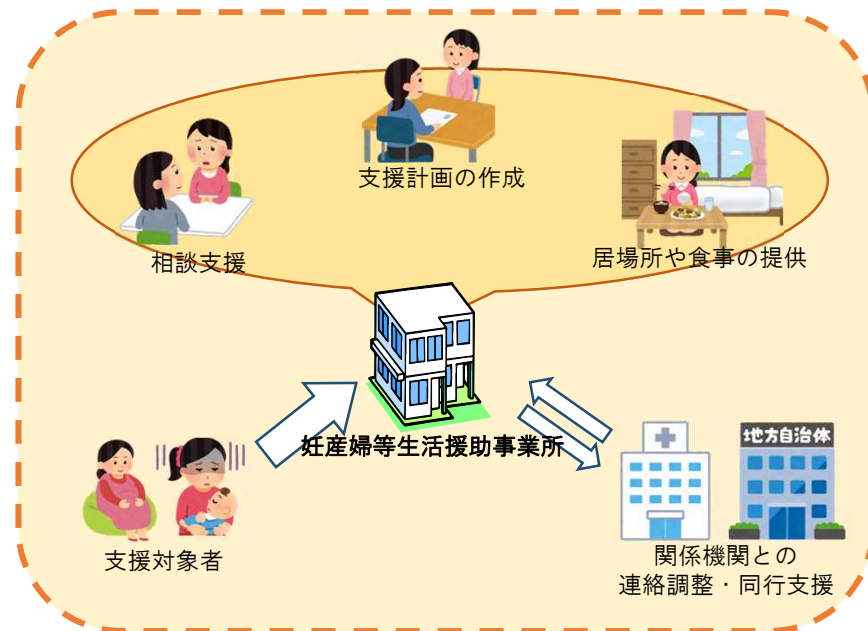 支援計画の作成
相談支援
居場所や食事の提供
妊産婦等生活援助事業所
地方自治体
支援対象者
関係機関との
連絡調整・同行支援